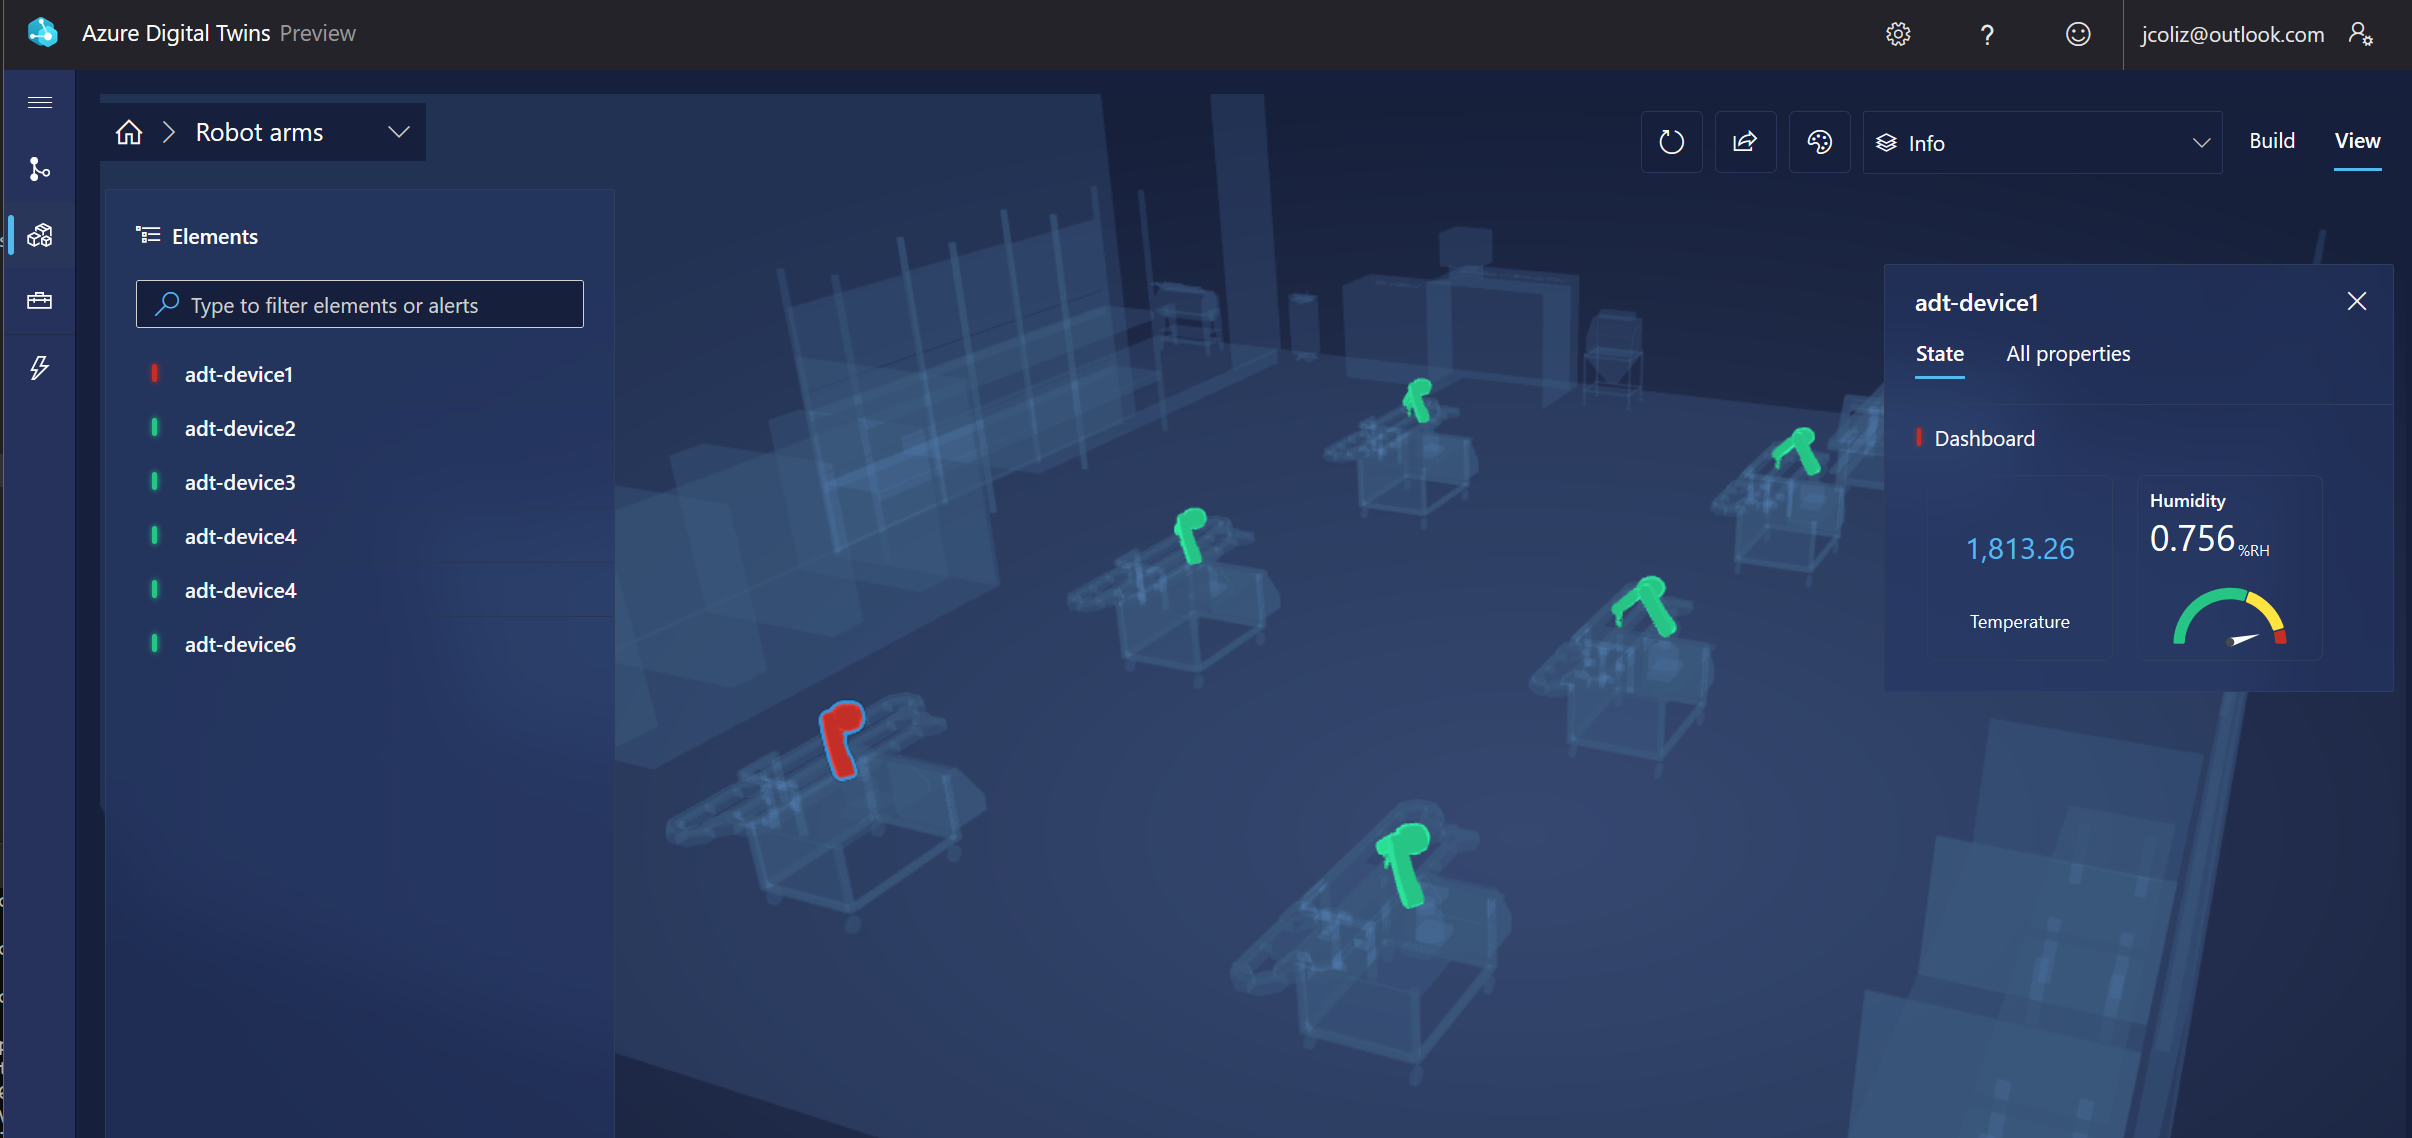 Azure Digital Twins Preview
?
jcoliz@outlook.com
Robot arms
Info
Build
View
Elements
Type to filter elements or alerts
adt-device1
adt-device2
adt-device3
adt-device4
adt-device4
adt-device6
adt-device1
State
All properties
Dashboard
1,813.26
Temperature
Humidity
0.756 %RH